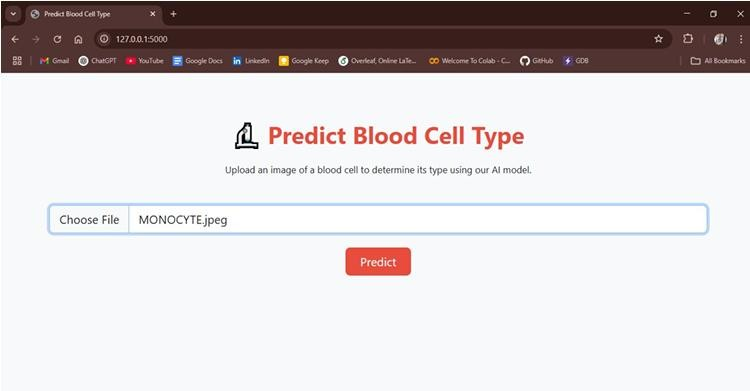 Predict Blood Cell Type
127.0.0.1:5000
Gmail ChatGPT YouTube Google Docs LinkedIn Google Keep Overleaf, Online LaTe... Welcome To Colab - C... GitHub GDB All Bookmarks
Predict Blood Cell Type
Upload an image of a blood cell to determine its type using our AI model.
Choose File MONOCYTE.jpeg
Predict